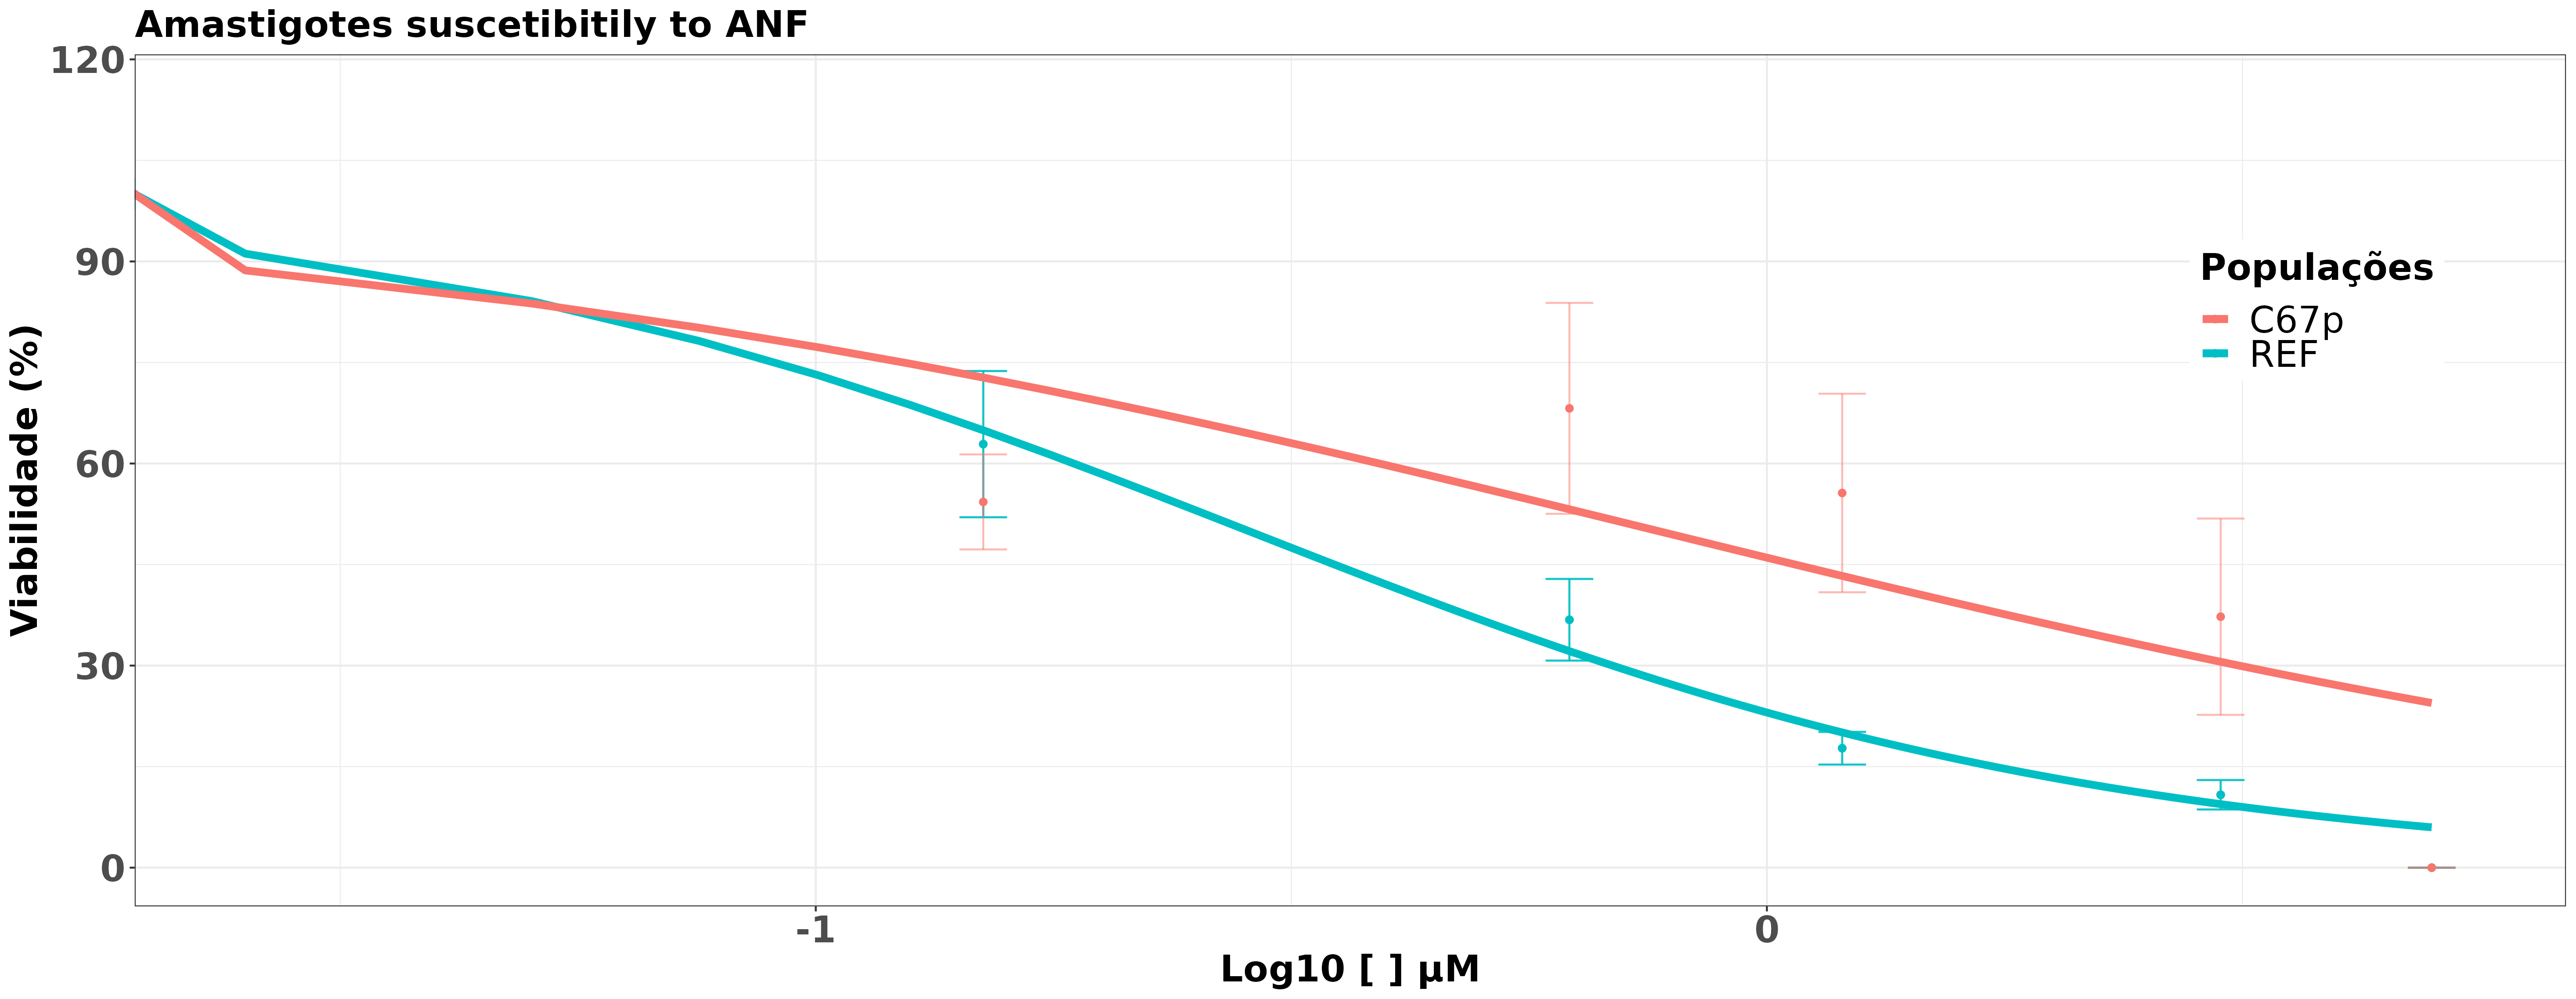 Amastigotes suscetibitily to ANF
120
90
60
30
0
Viabilidade (%)
Populações
C67p
REF
-1
0
Log10 [ ] µM